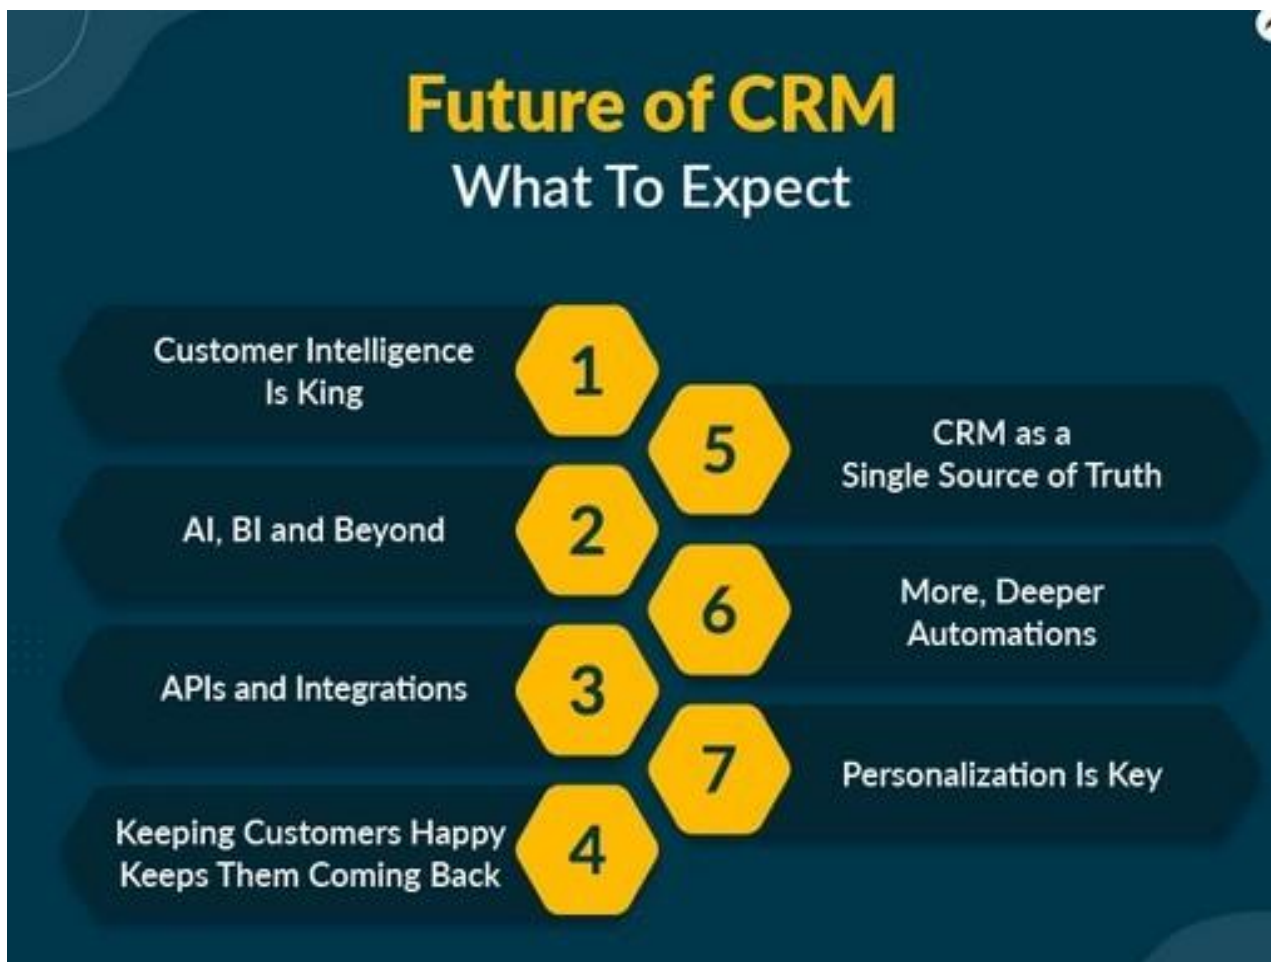 Future of CRM
What To Expect
1
Customer Intelligence
Is King
2
AI, BI and Beyond
3
APIs and Integrations
4
Keeping Customers Happy
Keeps Them Coming Back
5
CRM as a
Single Source of Truth
6
More, Deeper
Automations
7
Personalization Is Key